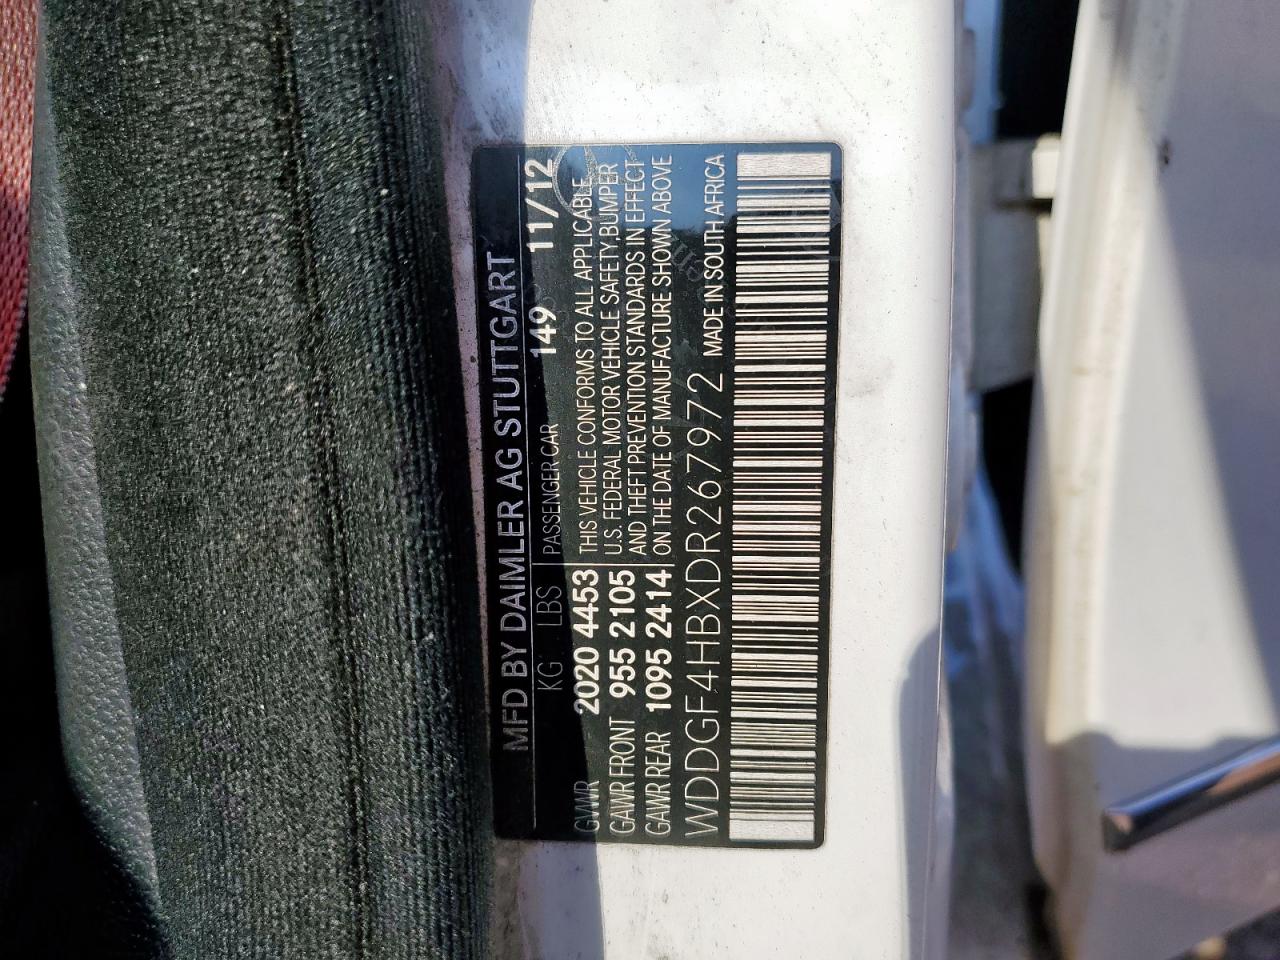 MFD BY DAIMLER AG STUTTGART
KG LBS PASSENGER CAR 149 11/12
GVWR 2020 4453 THIS VEHICLE CONFORMS TO ALL APPLICABLE
GAWR FRONT 955 2105 U.S. FEDERAL MOTOR VEHICLE SAFETY,BUMPER
GAWR REAR 1095 2414 AND THEFT PREVENTION STANDARDS IN EFFECT
ON THE DATE OF MANUFACTURE SHOWN ABOVE
WDDGF4HBXDR267972 MADE IN SOUTH AFRICA